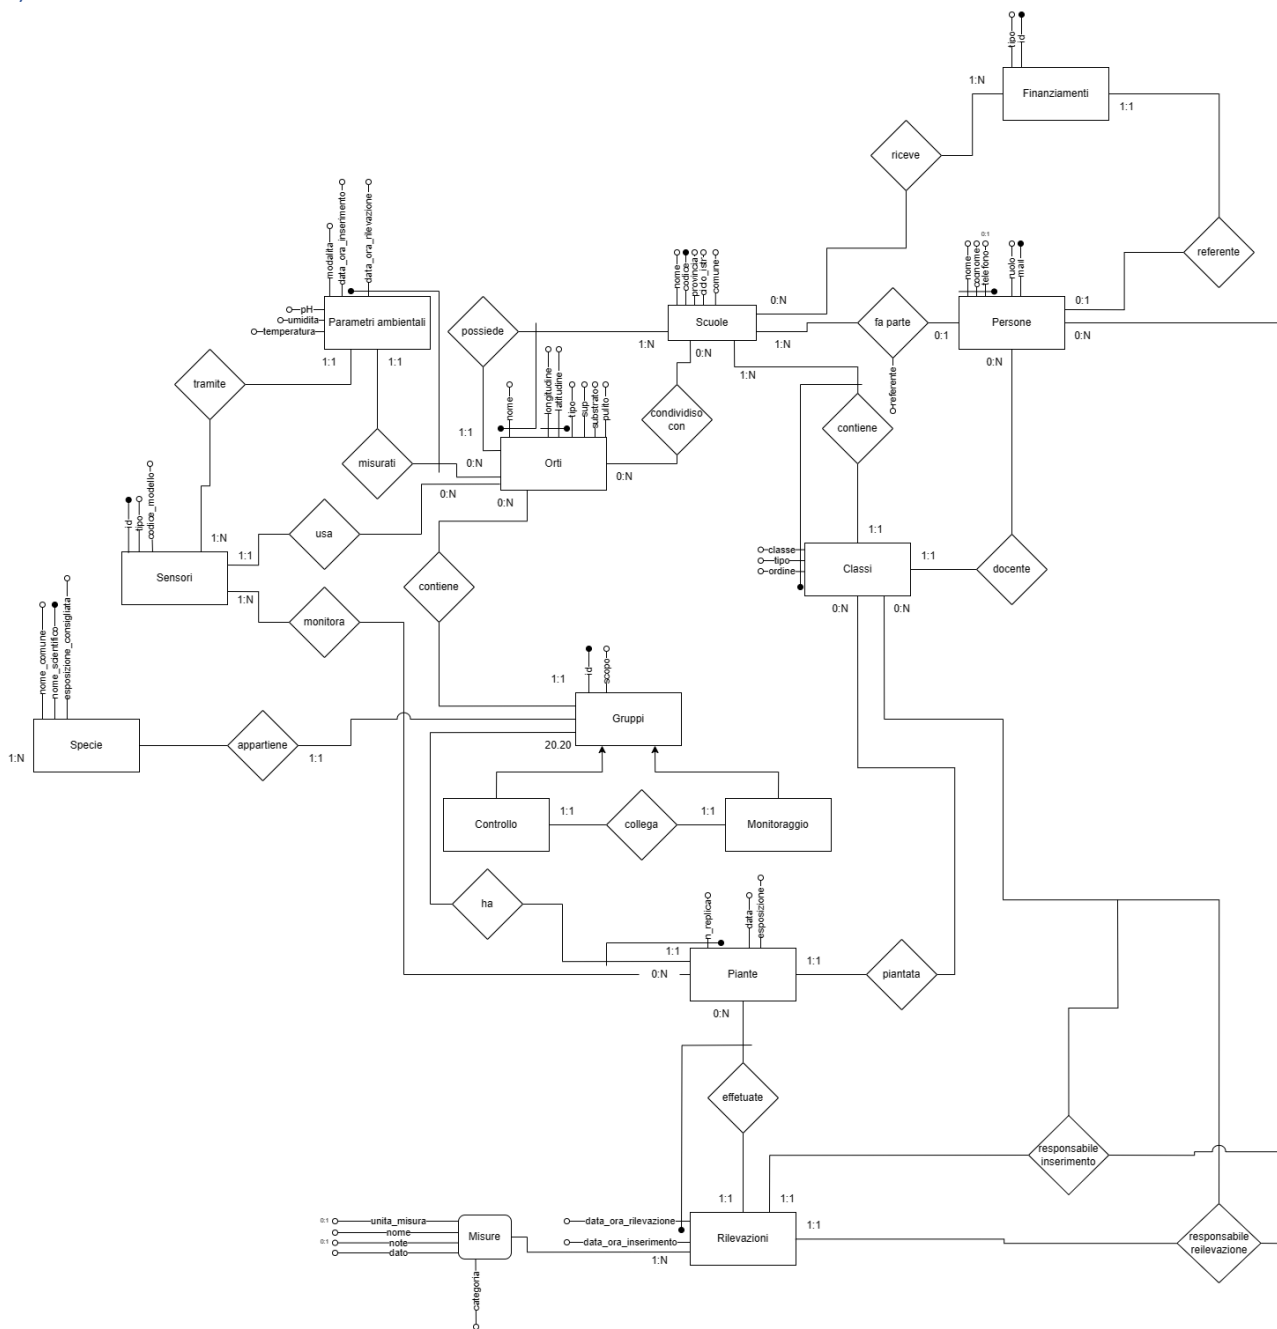 tipo
id
1:N
Finanziamenti
1:1
riceve
referente
modalita
data_ora_inserimento
data_ora_rilevazione
pH
umidita
temperatura
Parametri ambientali
1:1
1:1
possiede
nome
codice
provincia
ciclo_istr
comune
Scuole
0:N
1:N
0:N
1:N
1:N
fa parte
referente
0:1
nome
cognome
telefono
0:1
ruolo
mail
Persone
0:1
0:N
0:N
tramite
misurati
nome
longitudine
latitudine
tipo
sup
substrato
pulito
Orti
1:1
0:N
0:N
0:N
0:N
condiviso
con
contiene
id
tipo
codice_modello
Sensori
1:N
1:1
1:N
usa
monitora
contiene
classe
tipo
ordine
Classi
1:1
1:1
0:N
0:N
docente
nome_comune
nome_scientifico
esposizione_consigliata
Specie
1:N
appartiene
1:1
id
scopo
1:1
Gruppi
20.20
Controllo
1:1
collega
1:1
Monitoraggio
ha
n_replica
data
esposizione
1:1
Piante
0:N
1:1
0:N
piantata
effetuate
responsabile
inserimento
1:1
1:1
1:1
data_ora_rilevazione
data_ora_inserimento
Rilevazioni
1:N
responsabile
reilevazione
0:1
unita_misura
nome
0:1
note
dato
Misure
categoria